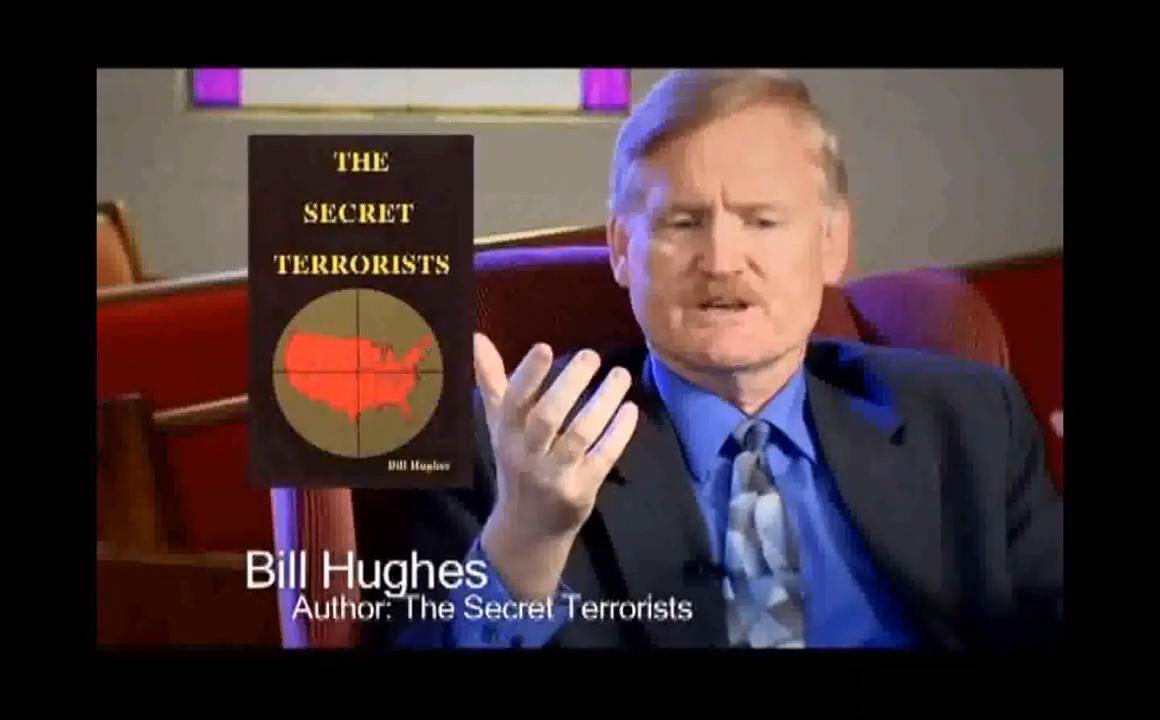 THE
SECRET
TERRORISTS
Bill Hughes
Bill Hughes
Author: The Secret Terrorists